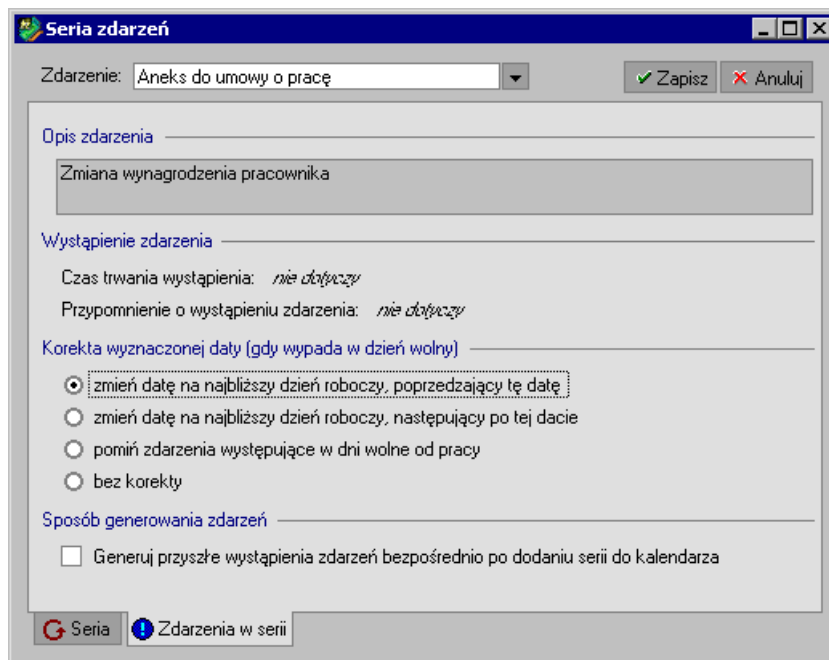 Seria zdarzeń
Zdarzenie: Aneks do umowy o pracę Zapisz Anuluj
Opis zdarzenia
Zmiana wynagrodzenia pracownika
Wystąpienie zdarzenia
Czas trwania wystąpienia: nie dotyczy
Przypomnienie o wystąpieniu zdarzenia: nie dotyczy
Korekta wyznaczonej daty (gdy wypada w dzień wolny)
zmień datę na najbliższy dzień roboczy, poprzedzający tę datę
zmień datę na najbliższy dzień roboczy, następujący po tej dacie
pomiń zdarzenia występujące w dni wolne od pracy
bez korekty
Sposób generowania zdarzeń
Generuj przyszłe wystąpienia zdarzeń bezpośrednio po dodaniu serii do kalendarza
Seria Zdarzenia w serii